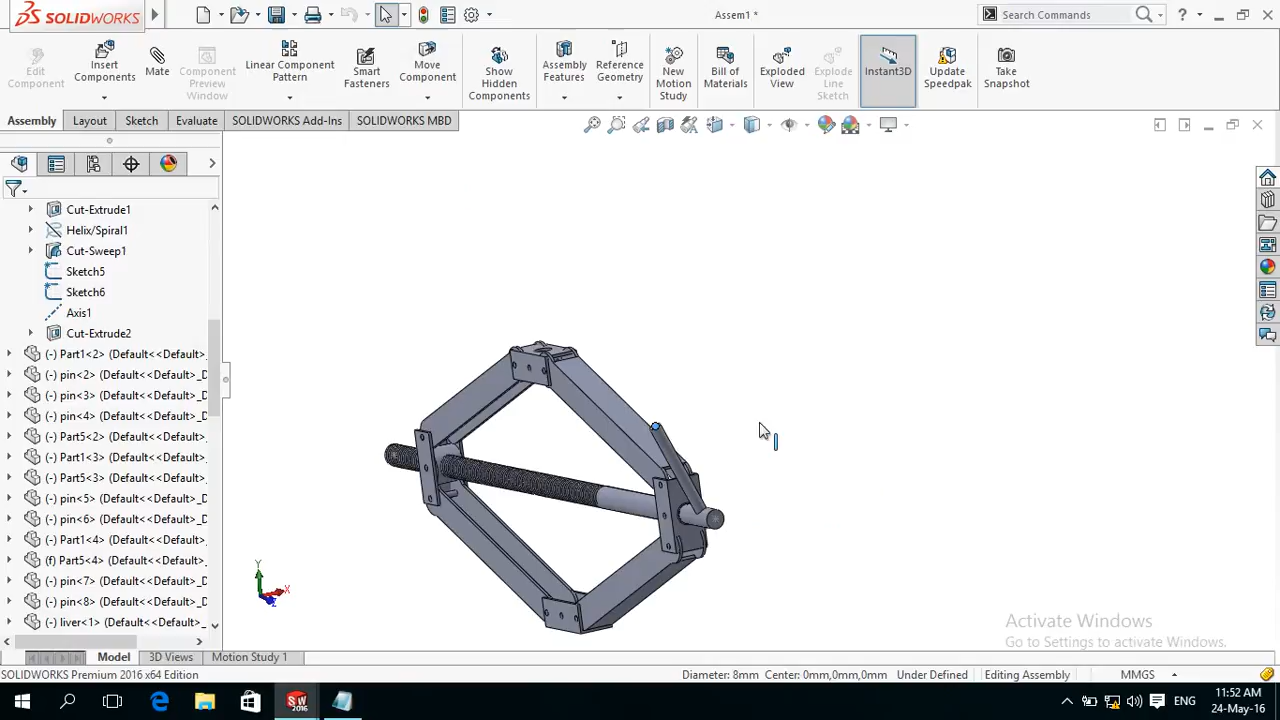 SOLIDWORKS
Assem1 *
Search Commands
Edit Component
Insert Components
Mate
Component Preview Window
Linear Component Pattern
Smart Fasteners
Move Component
Show Hidden Components
Assembly Features
Reference Geometry
New Motion Study
Bill of Materials
Exploded View
Explode Line Sketch
Instant3D
Update Speedpak
Take Snapshot
Assembly Layout Sketch Evaluate SOLIDWORKS Add-Ins SOLIDWORKS MBD
Cut-Extrude1
Helix/Spiral1
Cut-Sweep1
Sketch5
Sketch6
Axis1
Cut-Extrude2
(-) Part1<2> (Default<<Default>_
(-) pin<2> (Default<<Default>_D
(-) pin<3> (Default<<Default>_D
(-) pin<4> (Default<<Default>_D
(-) Part5<2> (Default<<Default>_
(-) Part1<3> (Default<<Default>_
(-) Part5<3> (Default<<Default>_
(-) pin<5> (Default<<Default>_D
(-) pin<6> (Default<<Default>_D
(-) Part1<4> (Default<<Default>_
(f) Part5<4> (Default<<Default>_
(-) pin<7> (Default<<Default>_D
(-) pin<8> (Default<<Default>_D
(-) liver<1> (Default<<Default>_
Y
X
Z
Activate Windows
Go to Settings to activate Windows.
Model 3D Views Motion Study 1
SOLIDWORKS Premium 2016 x64 Edition
Diameter: 8mm Center: 0mm,0mm,0mm Under Defined Editing Assembly MMGS
SW 2016
ENG
11:52 AM
24-May-16